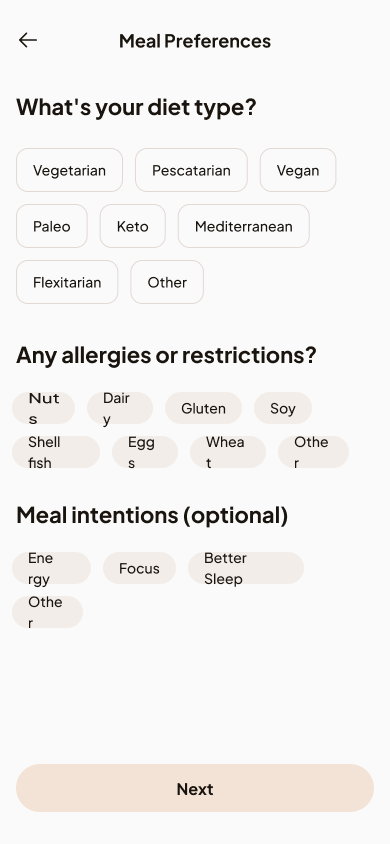 Meal Preferences
What's your diet type?
Vegetarian Pescatarian Vegan
Paleo Keto Mediterranean
Flexitarian Other
Any allergies or restrictions?
Nut
s
Dair
y
Gluten Soy
Shell
fish
Egg
s
Whea
t
Othe
r
Meal intentions (optional)
Ene
rgy
Focus
Better
Sleep
Othe
r
Next